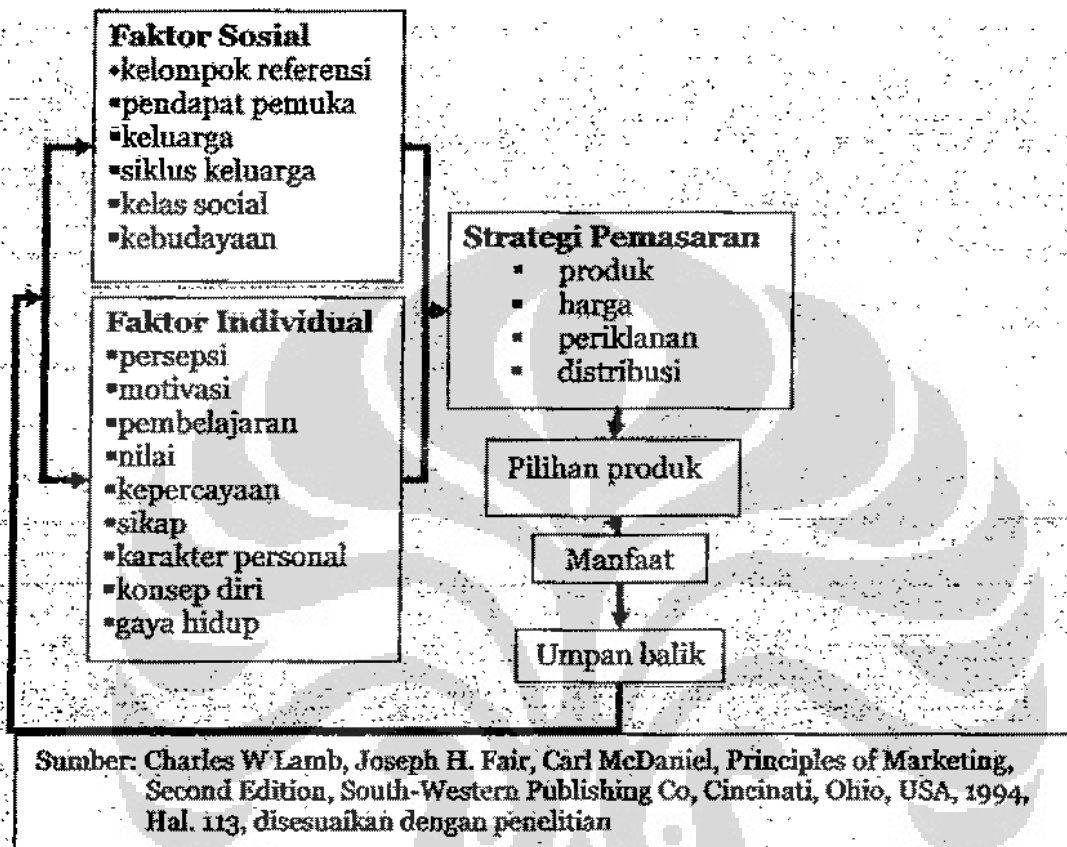 Faktor Sosial
•kelompok referensi
▪pendapat pemuka
▪keluarga
▪siklus keluarga
▪kelas social
▪kebudayaan
Faktor Individual
▪persepsi
▪motivasi
▪pembelajaran
▪nilai
▪kepercayaan
▪sikap
▪karakter personal
▪konsep diri
▪gaya hidup
Strategi Pemasaran
▪ produk
▪ harga
▪ periklanan
▪ distribusi
Pilihan produk
Manfaat
Umpan balik
Sumber: Charles W Lamb, Joseph H. Fair, Carl McDaniel, Principles of Marketing,
Second Edition, South-Western Publishing Co, Cincinati, Ohio, USA, 1994,
Hal. 113, disesuaikan dengan penelitian